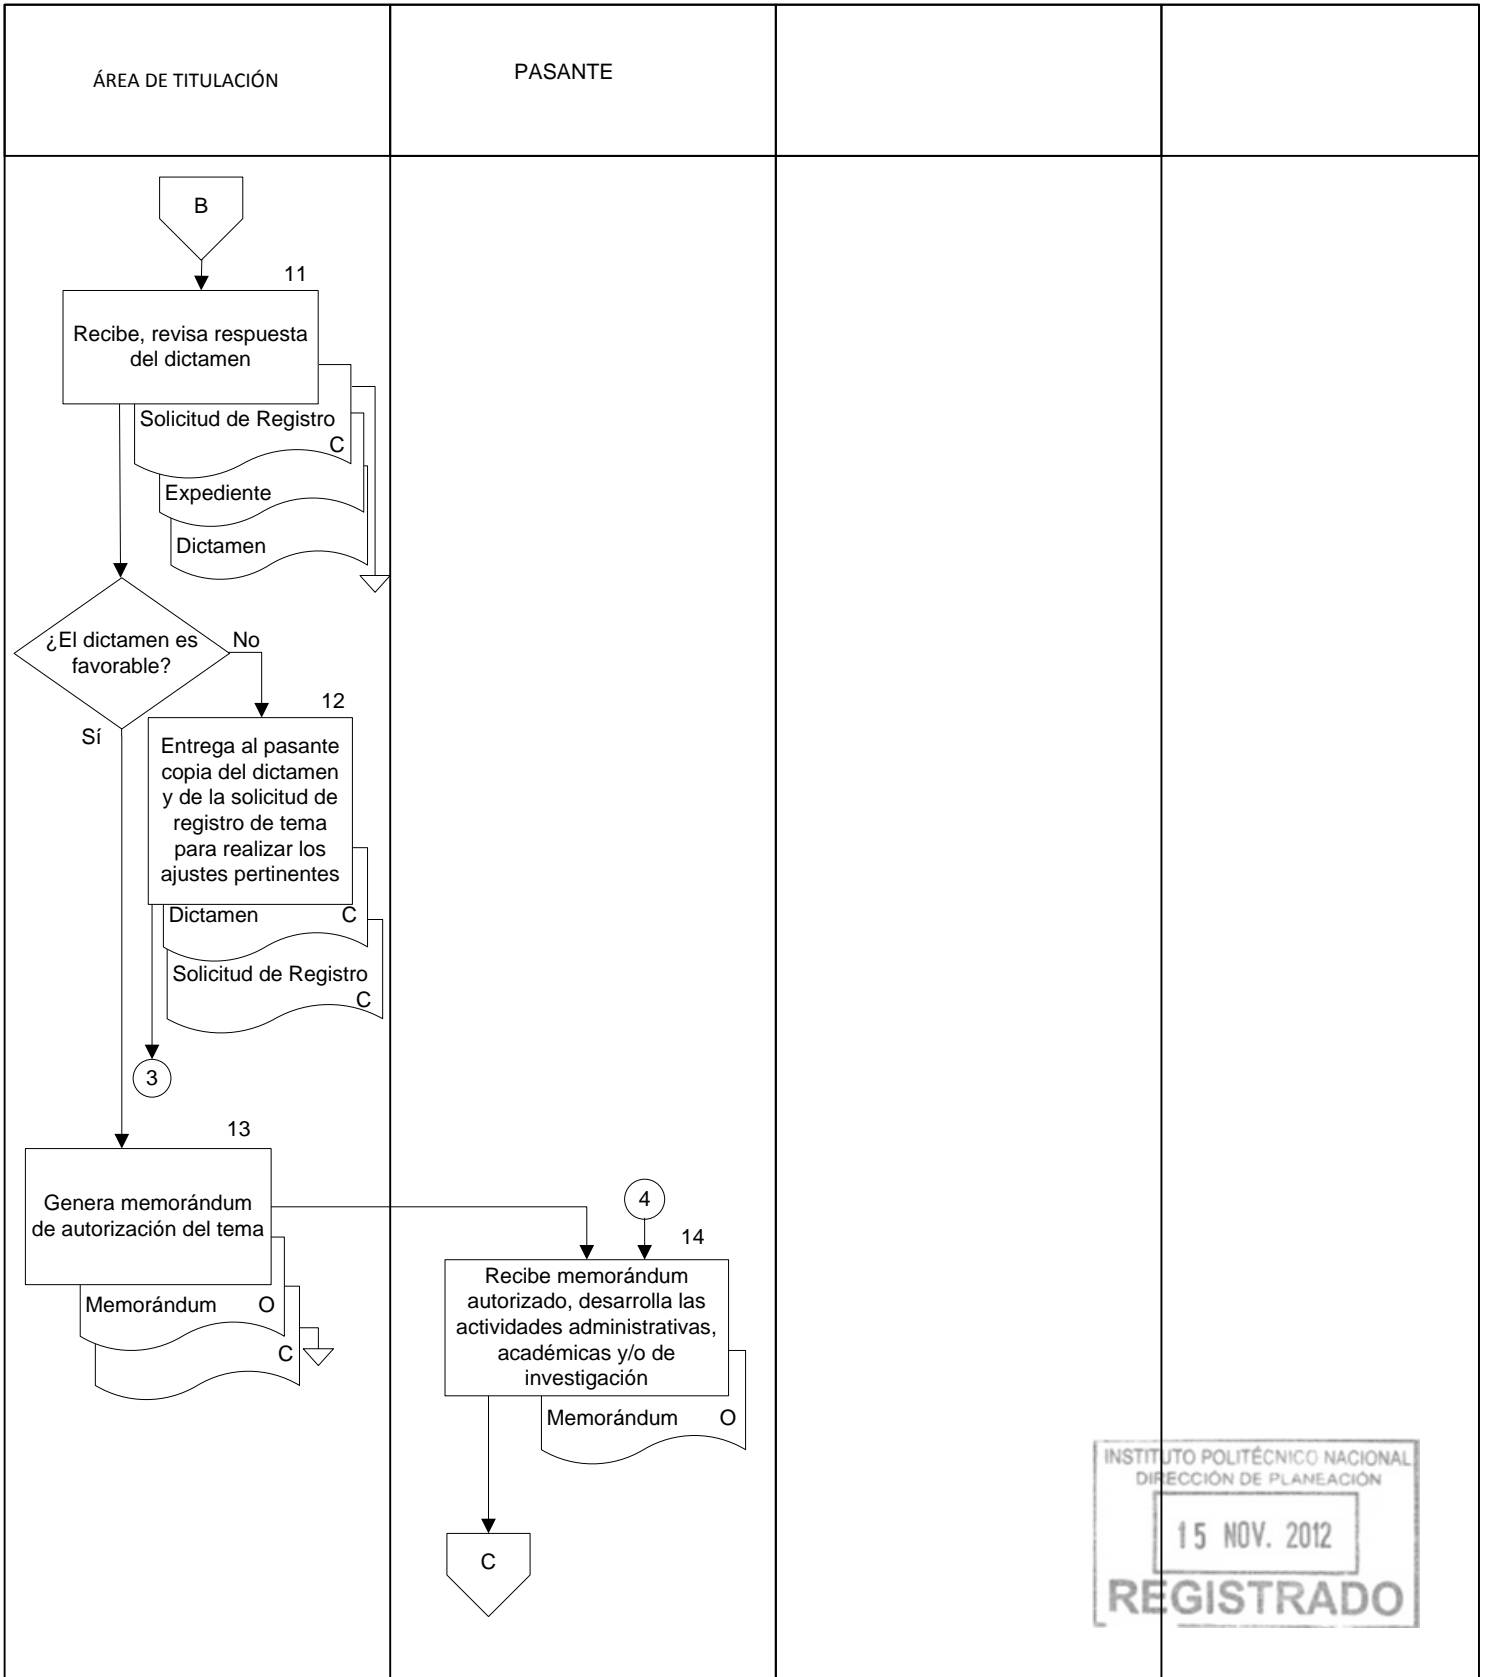 ÁREA DE TITULACIÓN
PASANTE
B
11
Recibe, revisa respuesta
del dictamen
Solicitud de Registro
C
Expediente
Dictamen
¿El dictamen es
favorable?
No
Sí
12
Entrega al pasante
copia del dictamen
y de la solicitud de
registro de tema
para realizar los
ajustes pertinentes
Dictamen C
Solicitud de Registro
C
3
13
Genera memorándum
de autorización del tema
Memorándum O
C
4
14
Recibe memorándum
autorizado, desarrolla las
actividades administrativas,
académicas y/o de
investigación
Memorándum O
C
INSTITUTO POLITÉCNICO NACIONAL
DIRECCIÓN DE PLANEACIÓN
15 NOV. 2012
REGISTRADO